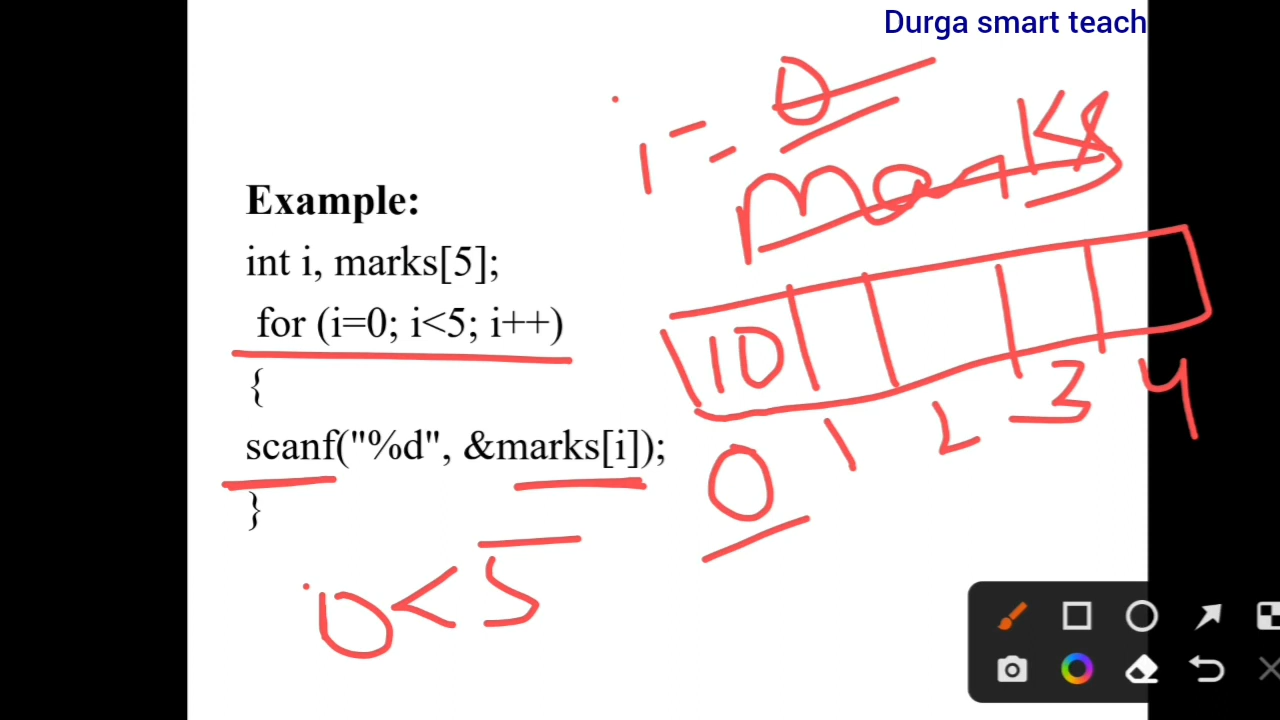 Durga smart teach
i = 0
marks
Example:
int i, marks[5];
for (i=0; i<5; i++)
{
scanf("%d", &marks[i]);
}
10
0 1 2 3 4
0<5